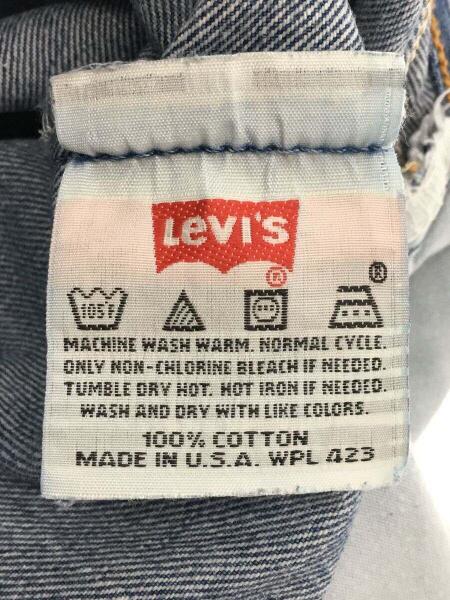 Levi's
®
®
105F
MACHINE WASH WARM. NORMAL CYCLE.
ONLY NON-CHLORINE BLEACH IF NEEDED.
TUMBLE DRY HOT. HOT IRON IF NEEDED.
WASH AND DRY WITH LIKE COLORS.
100% COTTON
MADE IN U.S.A. WPL 423